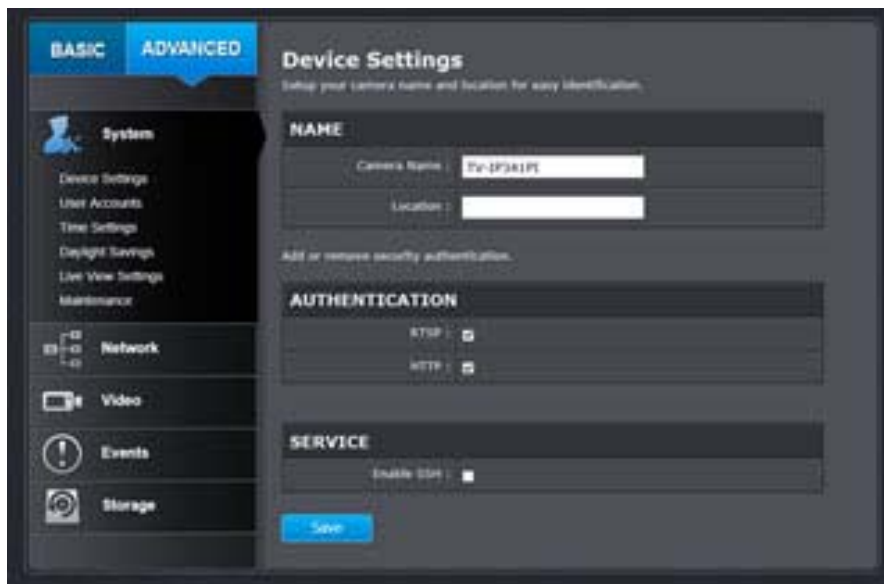 BASIC ADVANCED
Device Settings
Setup your camera name and location for easy identification.
System
Device Settings
User Accounts
Time Settings
Daylight Savings
Live View Settings
Maintenance
Network
Video
Events
Storage
NAME
Camera Name : TV-IP341PI
Location :
Add or remove security authentication.
AUTHENTICATION
RTSP :
HTTP :
SERVICE
Enable SSH :
Save